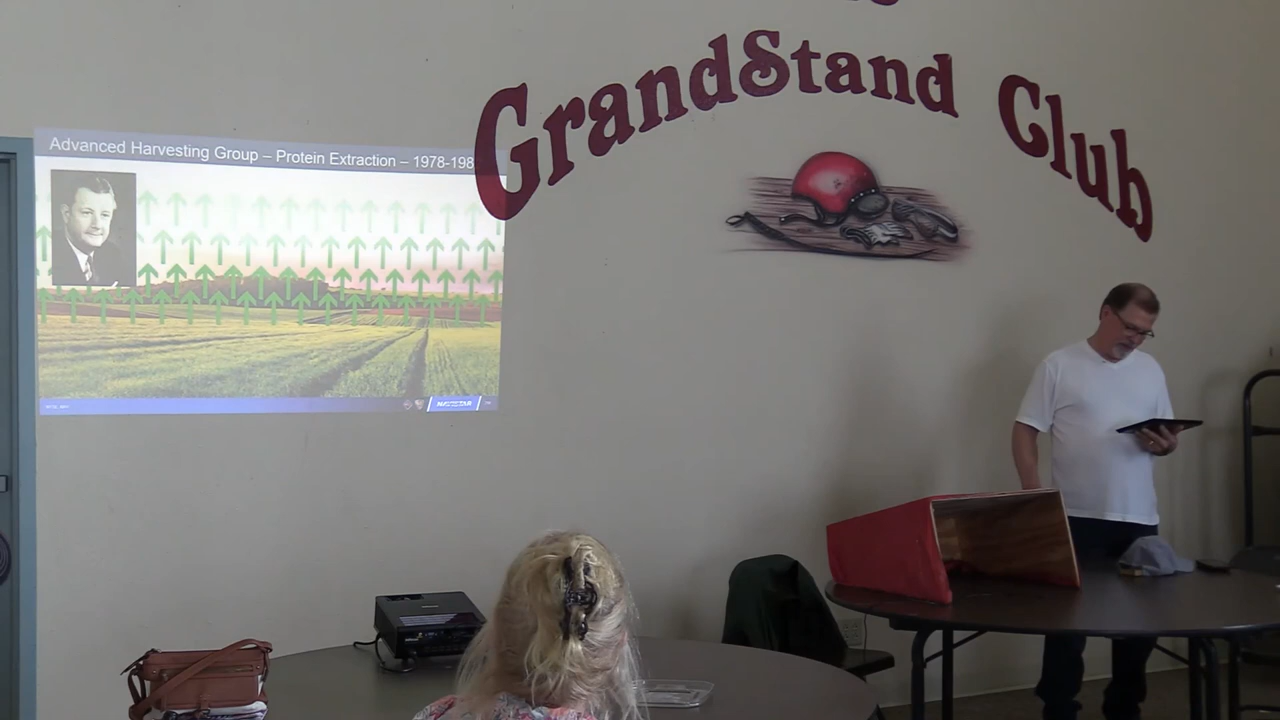 GrandStand Club
Advanced Harvesting Group – Protein Extraction – 1978-198
NAVISTAR